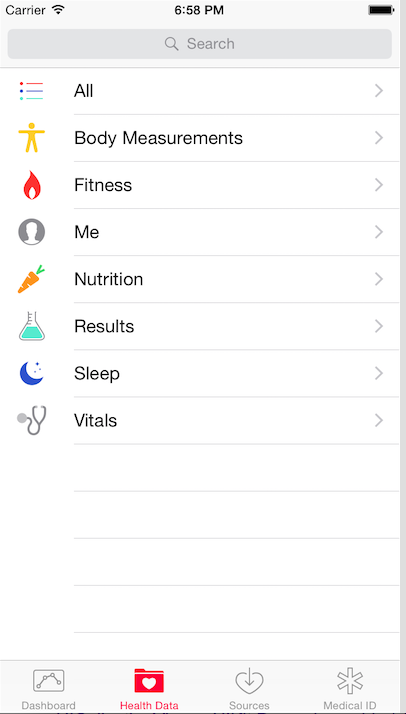 Carrier 6:58 PM
Search
All
Body Measurements
Fitness
Me
Nutrition
Results
Sleep
Vitals
Dashboard Health Data Sources Medical ID